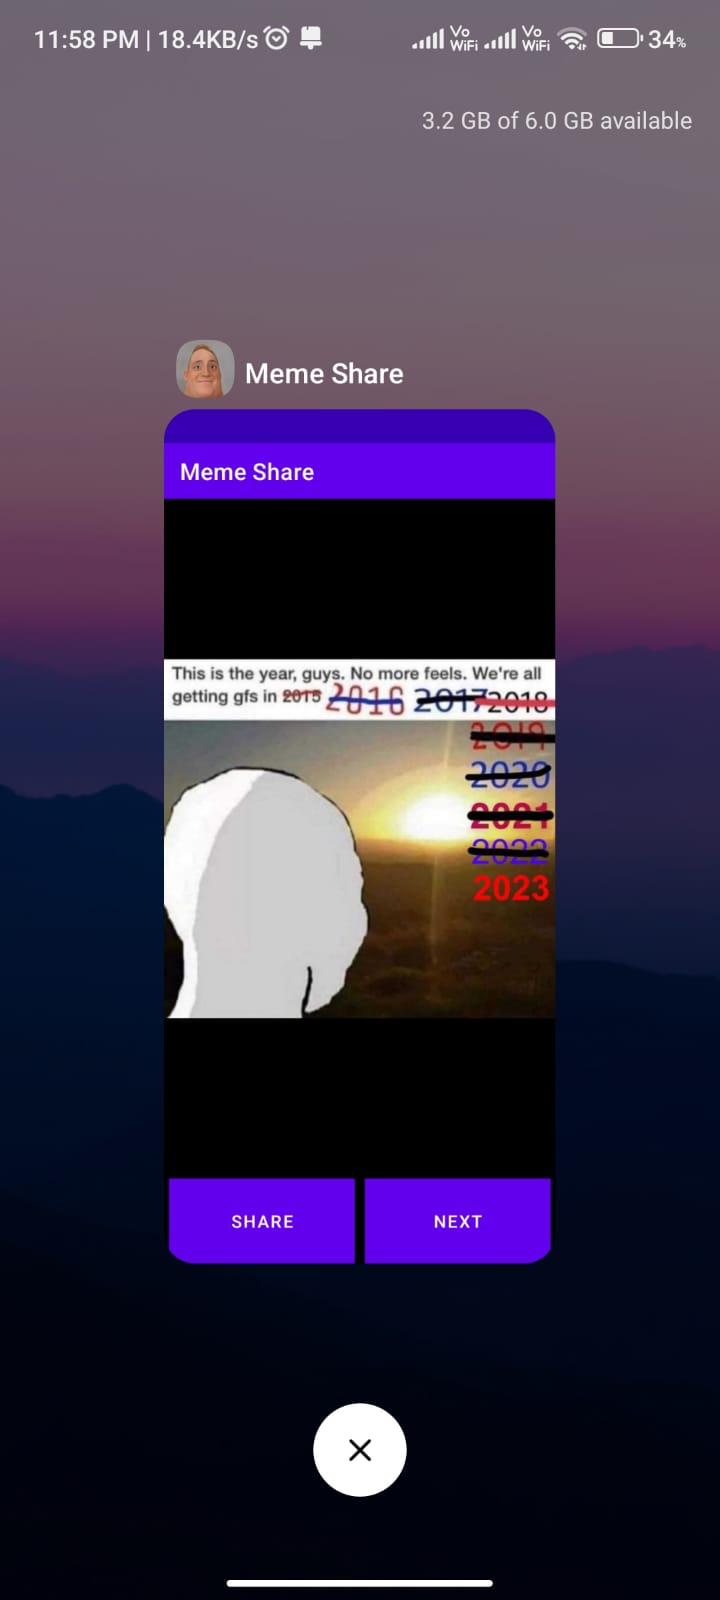 11:58 PM | 18.4KB/s Vo WiFi Vo WiFi 34%
3.2 GB of 6.0 GB available
Meme Share
Meme Share
This is the year, guys. No more feels. We're all
getting gfs in 2015 2016 2017 2018
2019
2020
2021
2022
2023
SHARE NEXT